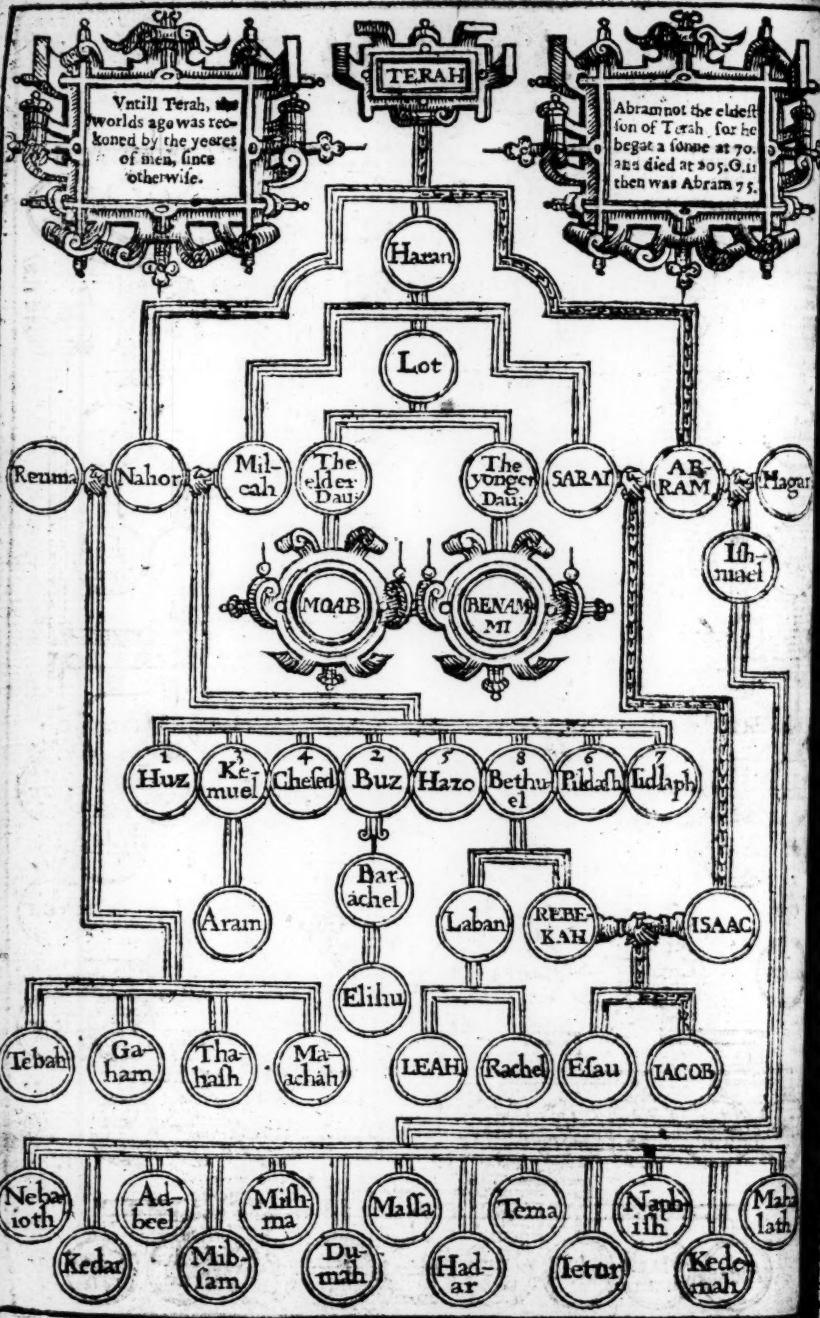 Vntill Terah, the
worlds age was rec-
koned by the yeeres
of men, ſince
otherwiſe.
TERAH
Abram not the eldeſt
ſon of Terah, for he
begat a ſonne at 70.
and died at 205.G.11
then was Abram 75.
Haran
Lot
Reuma
Nahor
Mil-
cah
The
elder
Dau:
The
yonger
Dau:
SARAI
AB-
RAM
Hagar
Iſh-
mael
MOAB
BENAM-
MI
1
Huz
3
Ke-
muel
4
Cheſed
2
Buz
5
Hazo
8
Bethu-
el
6
Pildaſh
7
Iidlaph
Aram
Bar-
achel
Elihu
Laban
REBE-
KAH
ISAAC
Tebah
Ga-
ham
Tha-
haſh
Ma-
achah
LEAH
Rachel
Eſau
IACOB
Neba-
ioth
Kedar
Ad-
beel
Mib-
ſam
Miſh-
ma
Du-
mah
Maſſa
Had-
ar
Tema
Ietur
Naph-
iſh
Kede-
mah
Maha-
lath